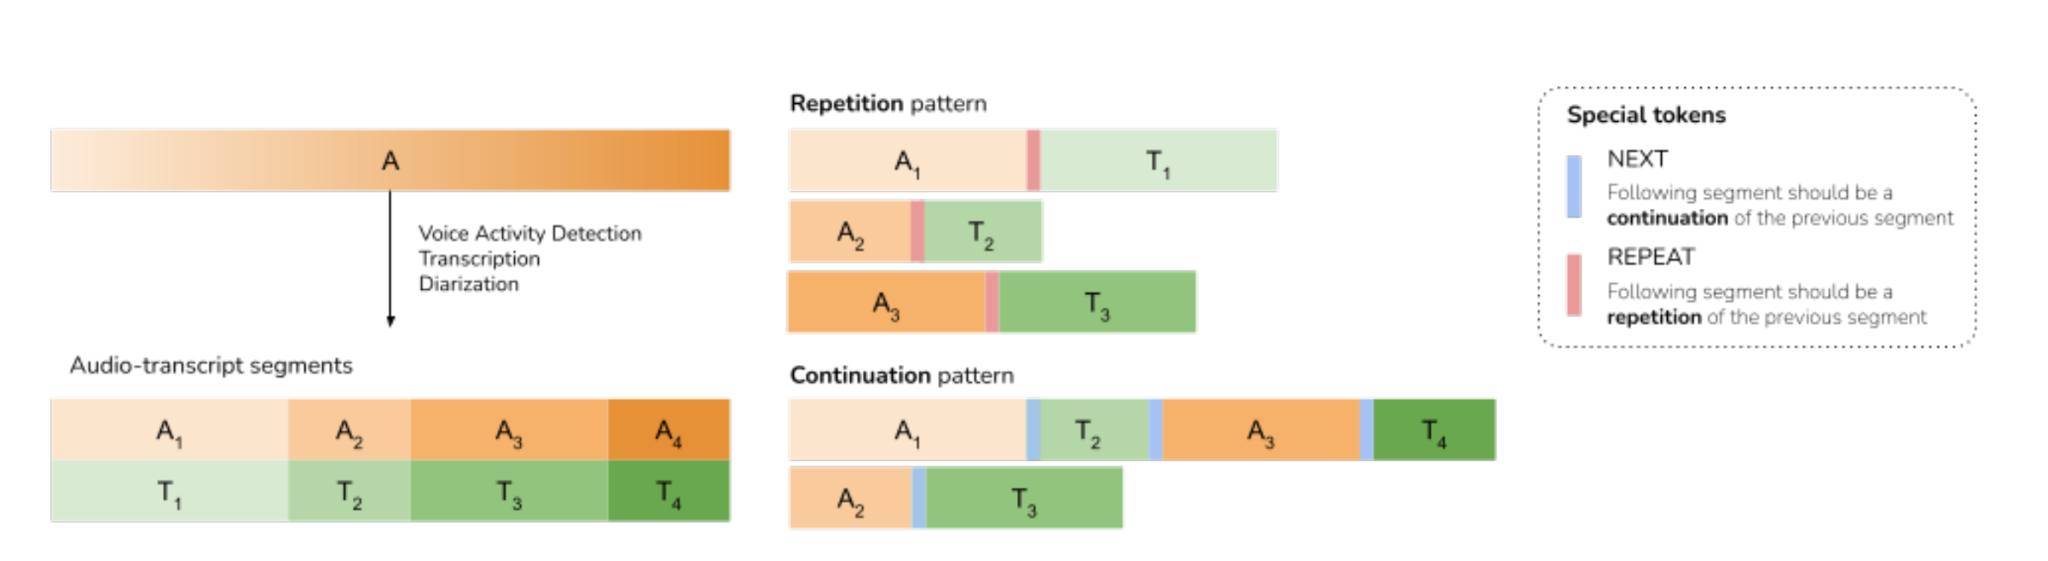 A
Voice Activity Detection
Transcription
Diarization
Audio-transcript segments
A1 A2 A3 A4
T1 T2 T3 T4
Repetition pattern
A1 T1
A2 T2
A3 T3
Continuation pattern
A1 T2 A3 T4
A2 T3
Special tokens
NEXT
Following segment should be a
continuation of the previous segment
REPEAT
Following segment should be a
repetition of the previous segment